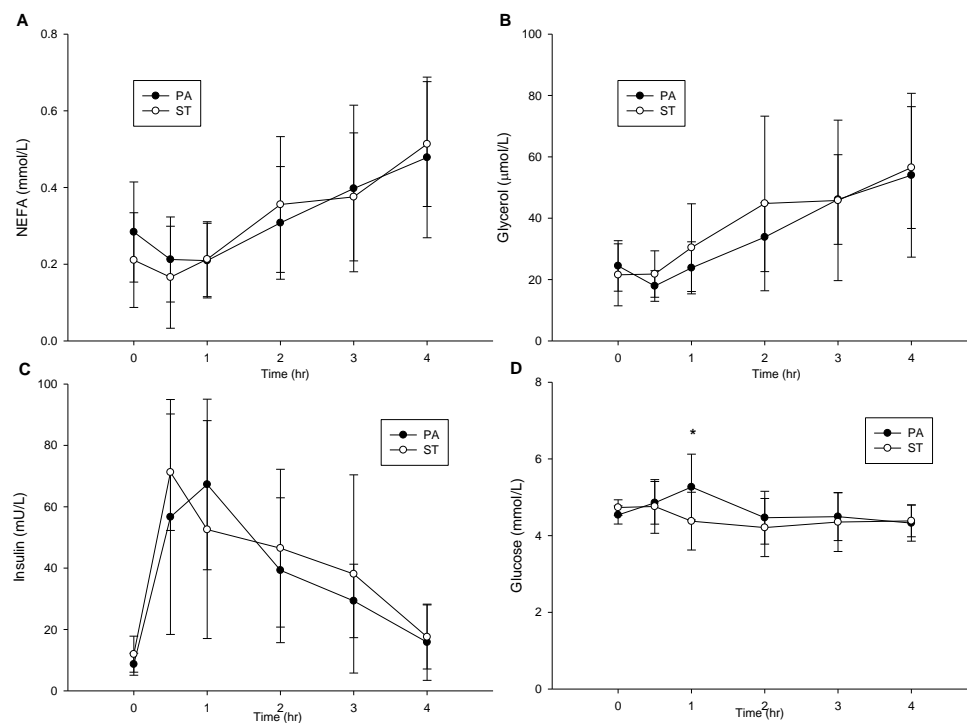 A
0.8
0.6
0.4
0.2
0.0
NEFA (mmol/L)
PA
ST
0 1 2 3 4
Time (hr)
B
100
80
60
40
20
0
Glycerol (μmol/L)
PA
ST
0 1 2 3 4
Time (hr)
C
100
80
60
40
20
0
Insulin (mU/L)
PA
ST
0 1 2 3 4
Time (hr)
D
8
6
4
2
0
Glucose (mmol/L)
*
PA
ST
0 1 2 3 4
Time (hr)